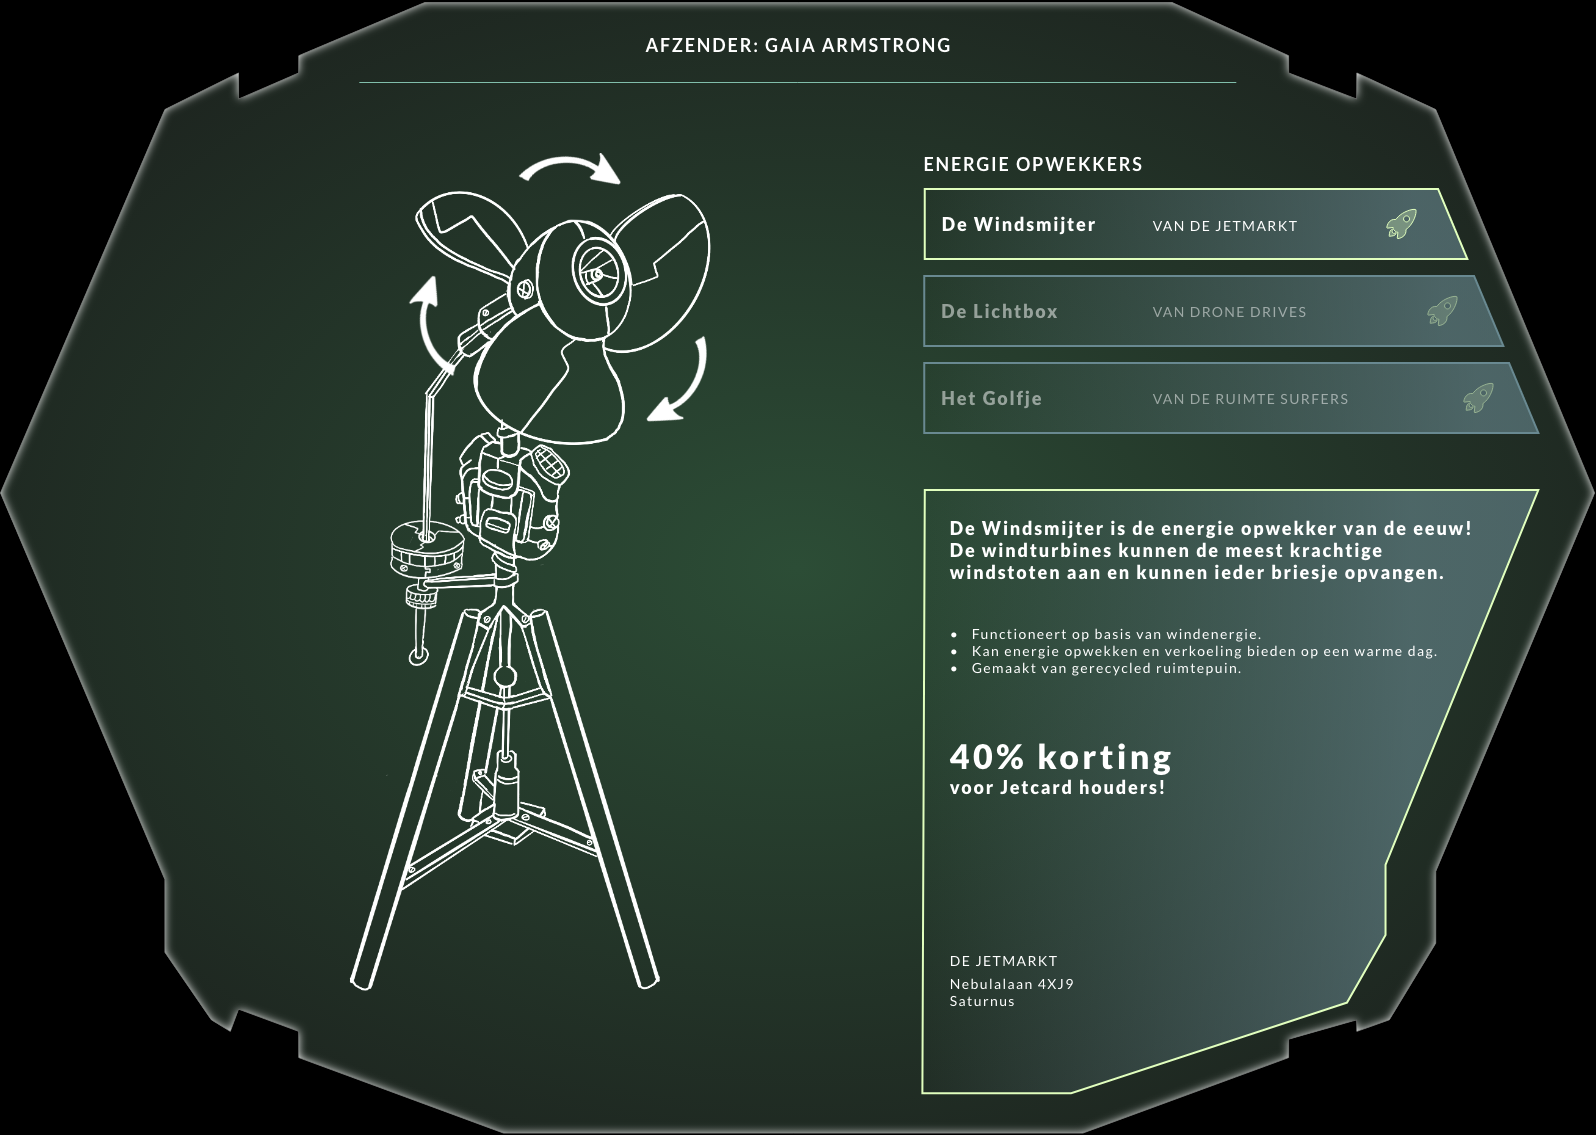 AFZENDER: GAIA ARMSTRONG
ENERGIE OPWEKKERS
De Windsmijter VAN DE JETMARKT
De Lichtbox VAN DRONE DRIVES
Het Golfje VAN DE RUIMTE SURFERS
De Windsmijter is de energie opwekker van de eeuw!
De windturbines kunnen de meest krachtige
windstoten aan en kunnen ieder briesje opvangen.
• Functioneert op basis van windenergie.
• Kan energie opwekken en verkoeling bieden op een warme dag.
• Gemaakt van gerecycled ruimtepuin.
40% korting
voor Jetcard houders!
DE JETMARKT
Nebulalaan 4XJ9
Saturnus